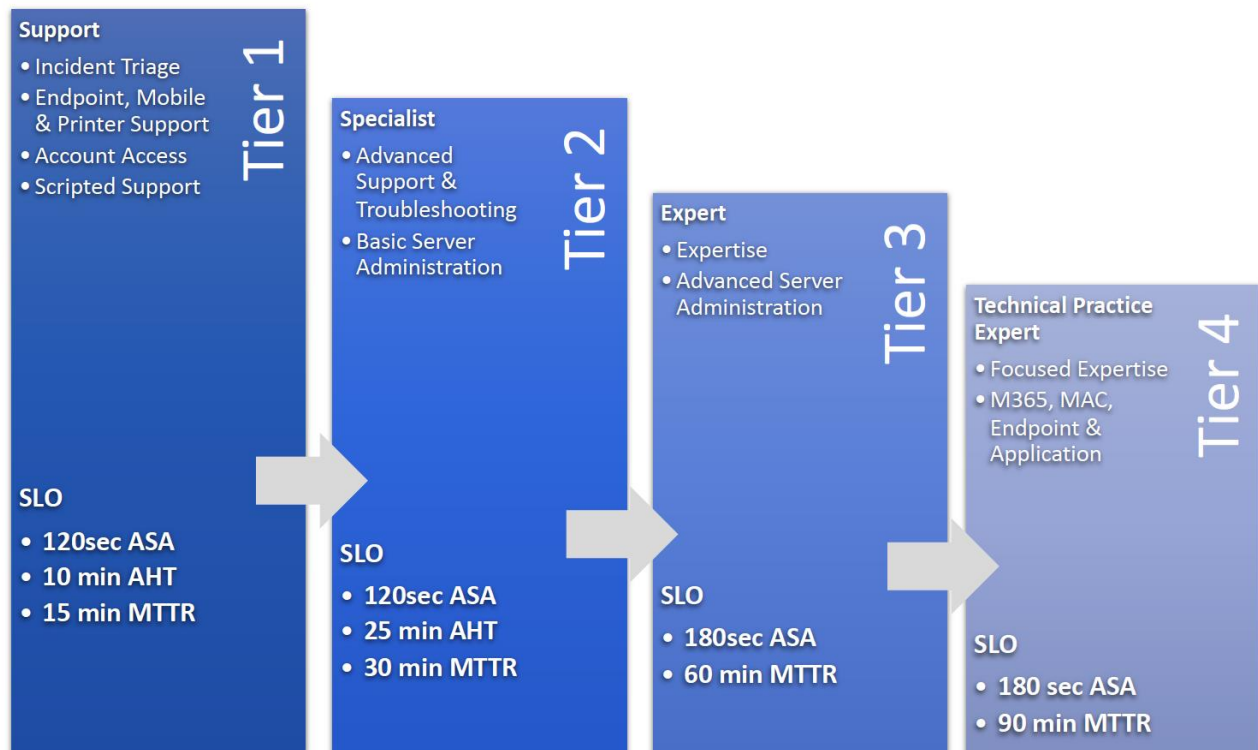 Support
• Incident Triage
• Endpoint, Mobile
& Printer Support
• Account Access
• Scripted Support
Tier 1
SLO
• 120sec ASA
• 10 min AHT
• 15 min MTTR
Specialist
• Advanced
Support &
Troubleshooting
• Basic Server
Administration
Tier 2
SLO
• 120sec ASA
• 25 min AHT
• 30 min MTTR
Expert
• Expertise
• Advanced Server
Administration
Tier 3
SLO
• 180sec ASA
• 60 min MTTR
Technical Practice
Expert
• Focused Expertise
• M365, MAC,
Endpoint &
Application
Tier 4
SLO
• 180 sec ASA
• 90 min MTTR